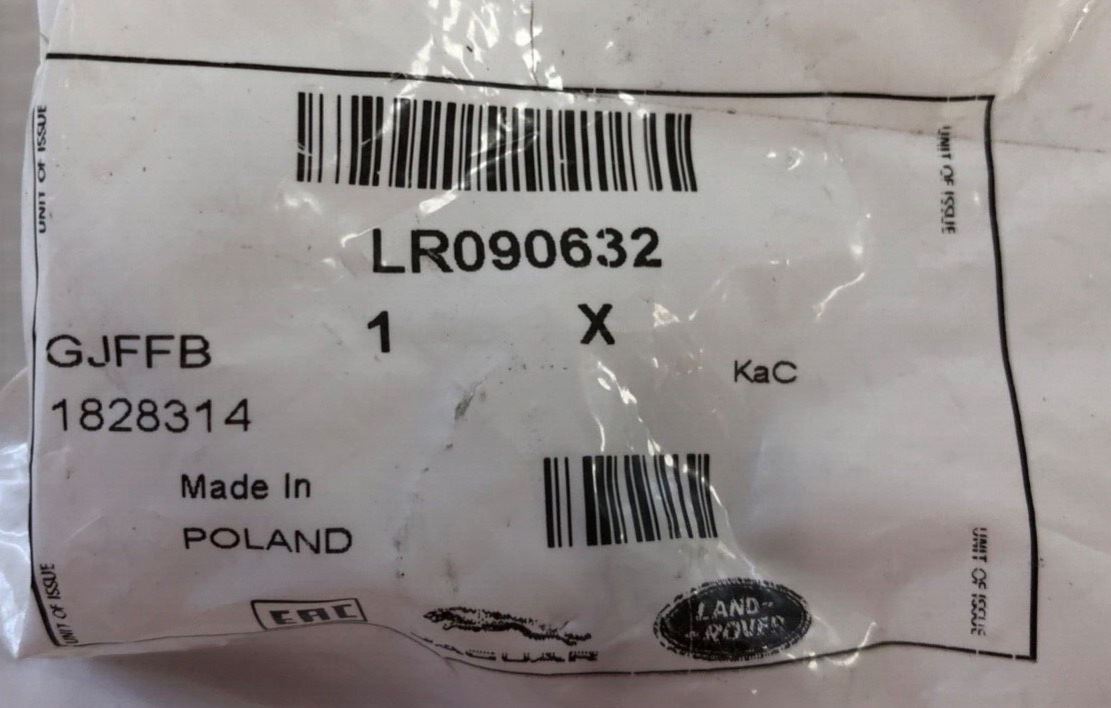 UNIT OF ISSUE
UNIT OF ISSUE
LR090632
1 X
GJFFB
KaC
1828314
Made In
POLAND
UNIT OF ISSUE
UNIT OF ISSUE
EAC
JAGUAR
LAND-
-ROVER